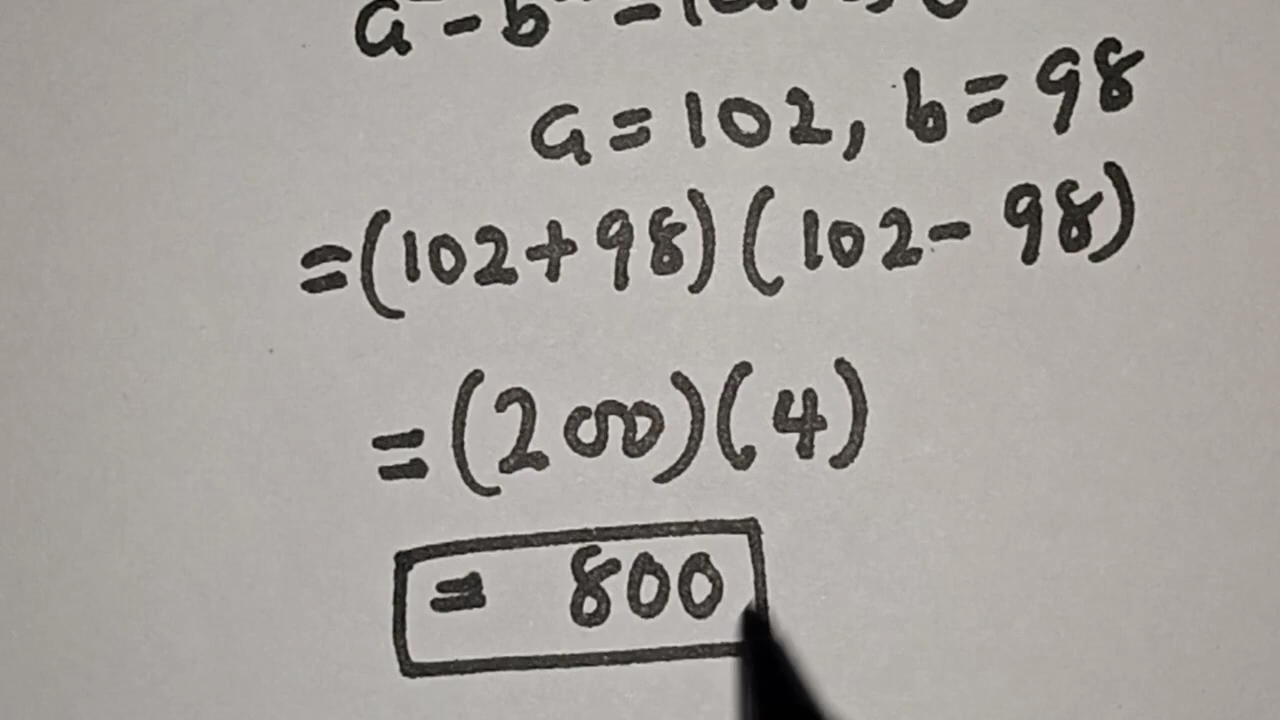 a - b
a = 102, b = 98
= (102 + 98) (102 - 98)
= (200) (4)
= 800